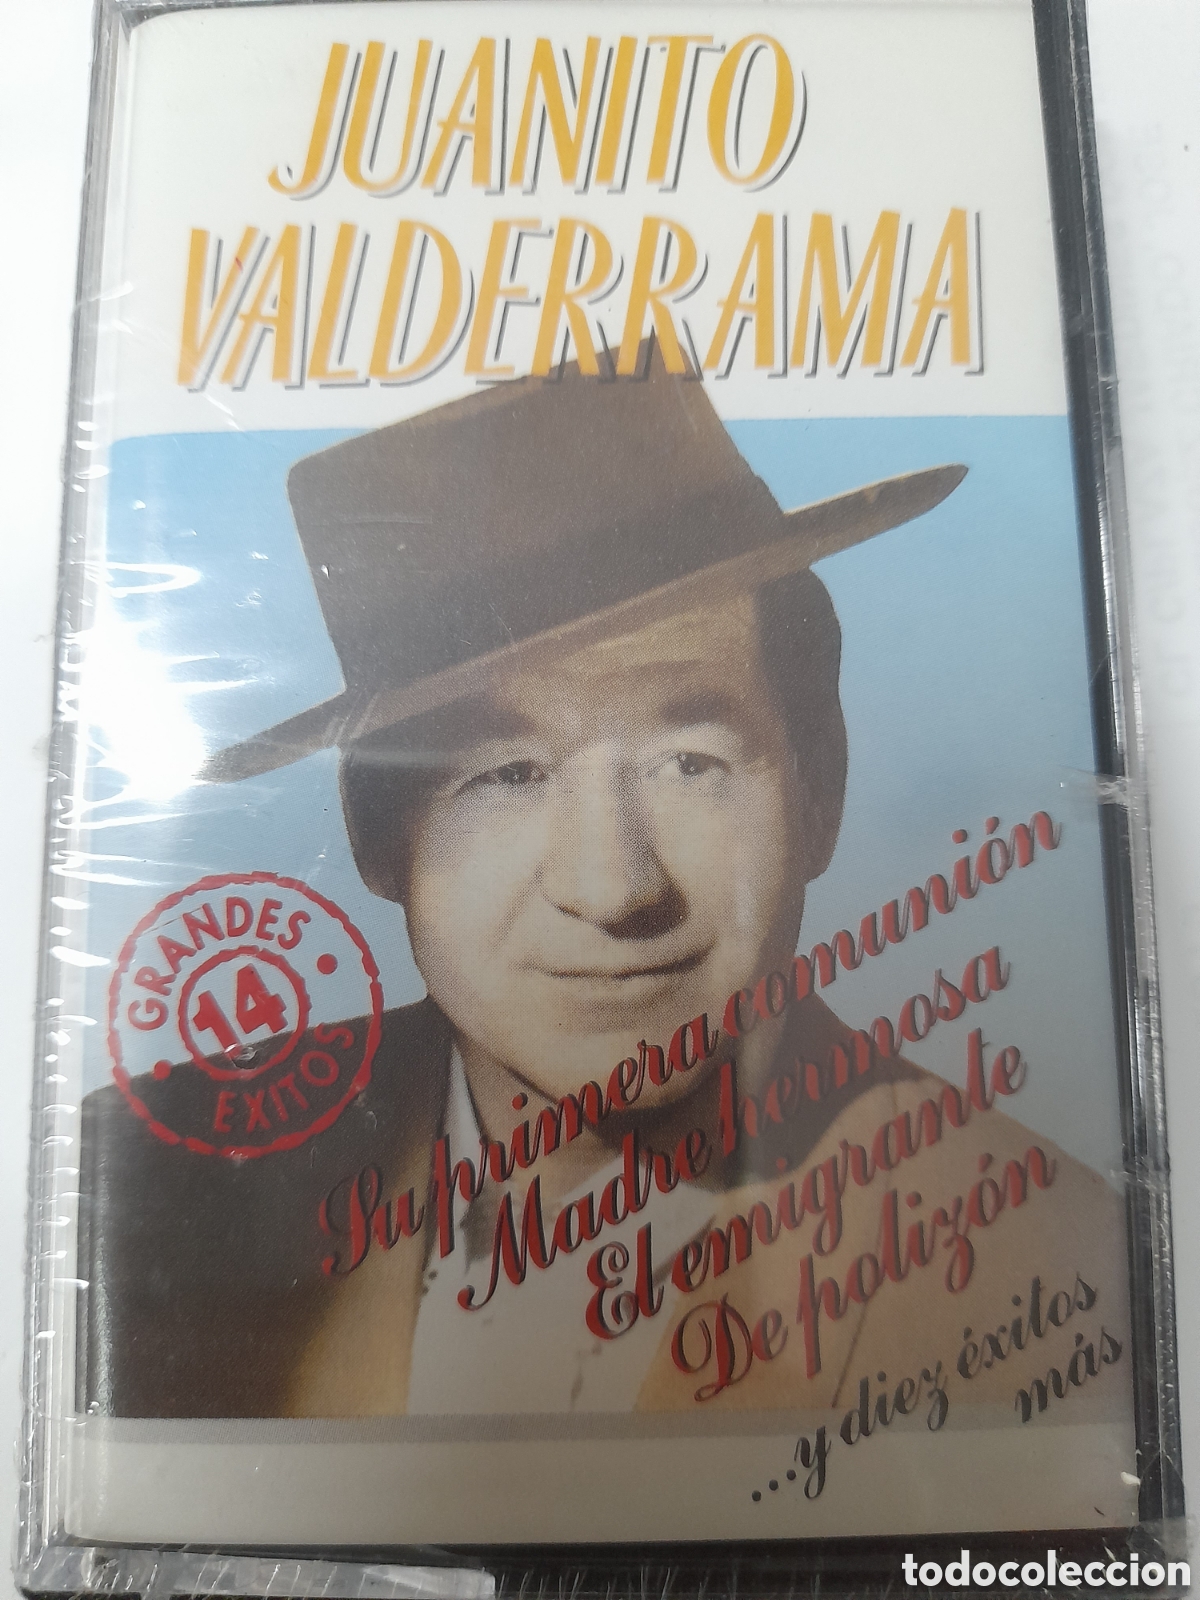 JUANITO
VALDERRAMA
GRANDES
14
EXITOS
Su primera comunión
Madre hermosa
El emigrante
De polizón
...y diez éxitos
más
todocoleccion